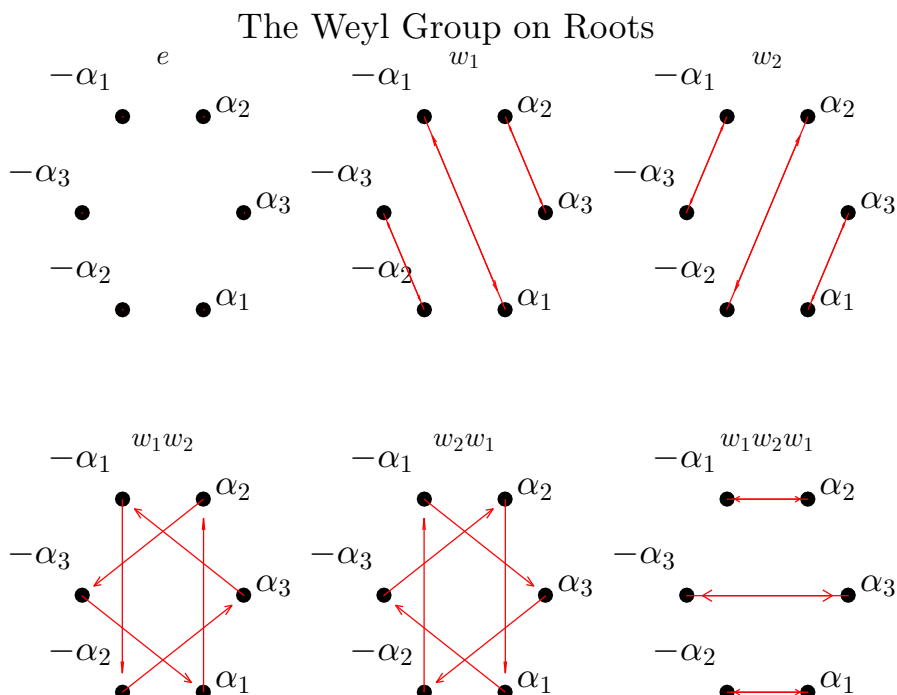 The Weyl Group on Roots
e w₁ w₂
−α₁ −α₁ −α₁
α₂ α₂ α₂
−α₃ −α₃ −α₃
α₃ α₃ α₃
−α₂ −α₂ −α₂
α₁ α₁ α₁
w₁w₂ w₂w₁ w₁w₂w₁
−α₁ −α₁ −α₁
α₂ α₂ α₂
−α₃ −α₃ −α₃
α₃ α₃ α₃
−α₂ −α₂ −α₂
α₁ α₁ α₁